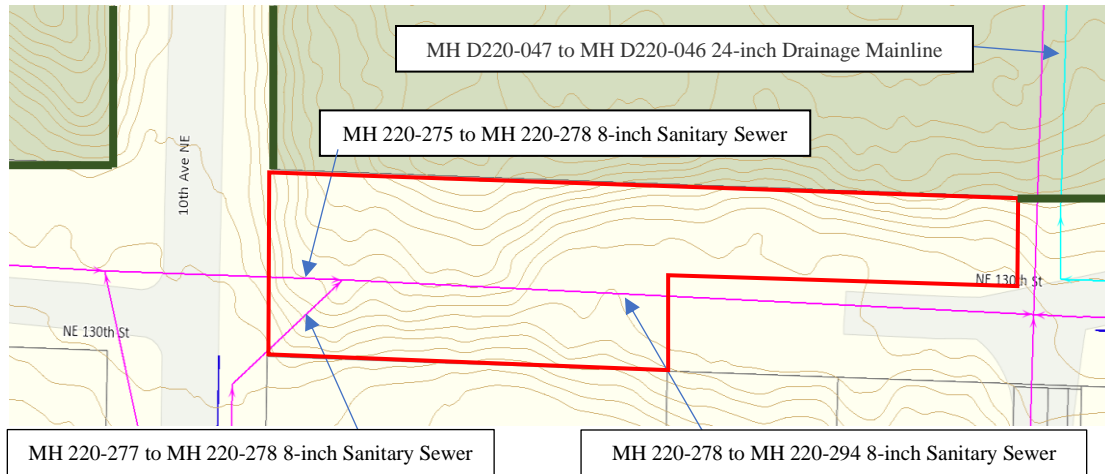 MH D220-047 to MH D220-046 24-inch Drainage Mainline
MH 220-275 to MH 220-278 8-inch Sanitary Sewer
10th Ave NE
NE 130th St
NE 130th St
MH 220-277 to MH 220-278 8-inch Sanitary Sewer
MH 220-278 to MH 220-294 8-inch Sanitary Sewer